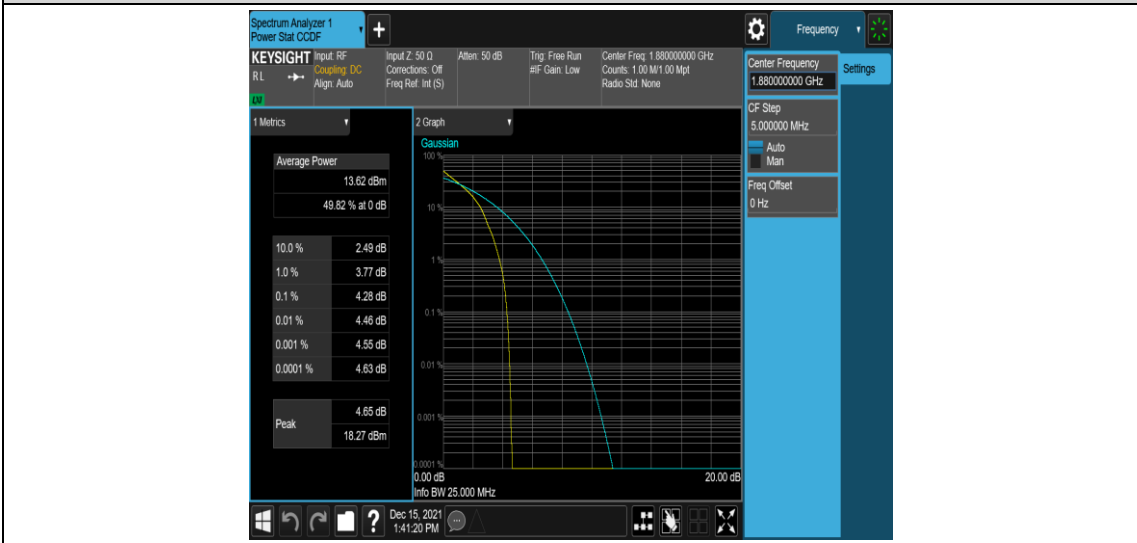 Spectrum Analyzer 1
Power Stat CCDF
+
Frequency
KEYSIGHT
RL
LXI
Input: RF
Coupling: DC
Align: Auto
Input Z: 50 Ω
Corrections: Off
Freq Ref: Int (S)
Atten: 50 dB
Trig: Free Run
#IF Gain: Low
Center Freq: 1.880000000 GHz
Counts: 1.00 M/1.00 Mpt
Radio Std: None
Center Frequency
1.880000000 GHz
Settings
CF Step
5.000000 MHz
Auto
Man
Freq Offset
0 Hz
1 Metrics
Average Power
13.62 dBm
49.82 % at 0 dB
10.0 % 2.49 dB
1.0 % 3.77 dB
0.1 % 4.28 dB
0.01 % 4.46 dB
0.001 % 4.55 dB
0.0001 % 4.63 dB
Peak 4.65 dB
18.27 dBm
2 Graph
Gaussian
100 %
10 %
1 %
0.1 %
0.01 %
0.001 %
0.0001 %
0.00 dB 20.00 dB
Info BW 25.000 MHz
?
Dec 15, 2021
1:41:20 PM